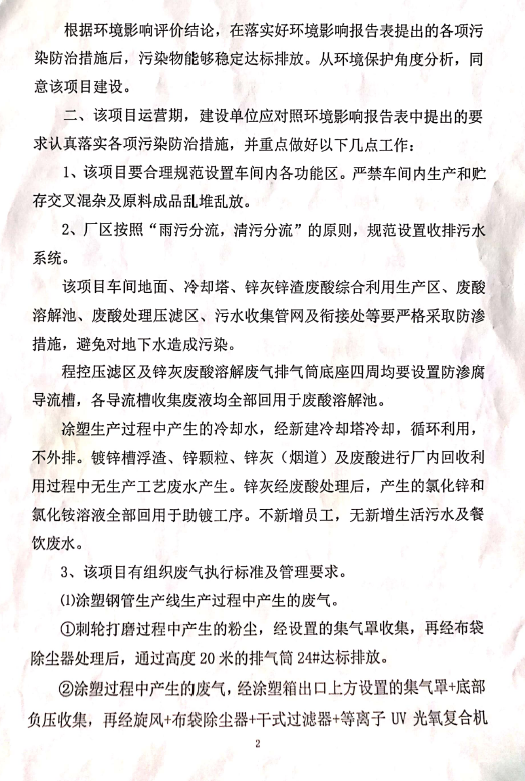 根据环境影响评价结论，在落实好环境影响报告表提出的各项污
染防治措施后，污染物能够稳定达标排放。从环境保护角度分析，同
意该项目建设。
二、该项目运营期，建设单位应对照环境影响报告表中提出的要
求认真落实各项污染防治措施，并重点做好以下几点工作：
1、该项目要合理规范设置车间内各功能区。严禁车间内生产和贮
存交叉混杂及原料成品乱堆乱放。
2、厂区按照“雨污分流，清污分流”的原则，规范设置收排污水
系统。
该项目车间地面、冷却塔、锌灰锌渣废酸综合利用生产区、废酸
溶解池、废酸处理压滤区、污水收集管网及衔接处等要严格采取防渗
措施，避免对地下水造成污染。
程控压滤区及锌灰废酸溶解废气排气筒底座四周均要设置防渗腐
导流槽，各导流槽收集废液均全部回用于废酸溶解池。
涂塑生产过程中产生的冷却水，经新建冷却塔冷却，循环利用，
不外排。镀锌槽浮渣、锌颗粒、锌灰（烟道）及废酸进行厂内回收利
用过程中无生产工艺废水产生。锌灰经废酸处理后，产生的氯化锌和
氯化铵溶液全部回用于助镀工序。不新增员工，无新增生活污水及餐
饮废水。
3、该项目有组织废气执行标准及管理要求。
⑴涂塑钢管生产线生产过程中产生的废气。
①刺轮打磨过程中产生的粉尘，经设置的集气罩收集，再经布袋
除尘器处理后，通过高度 20 米的排气筒 24#达标排放。
②涂塑过程中产生的废气，经涂塑箱出口上方设置的集气罩+底部
负压收集，再经旋风+布袋除尘器+干式过滤器+等离子 UV 光氧复合机
2